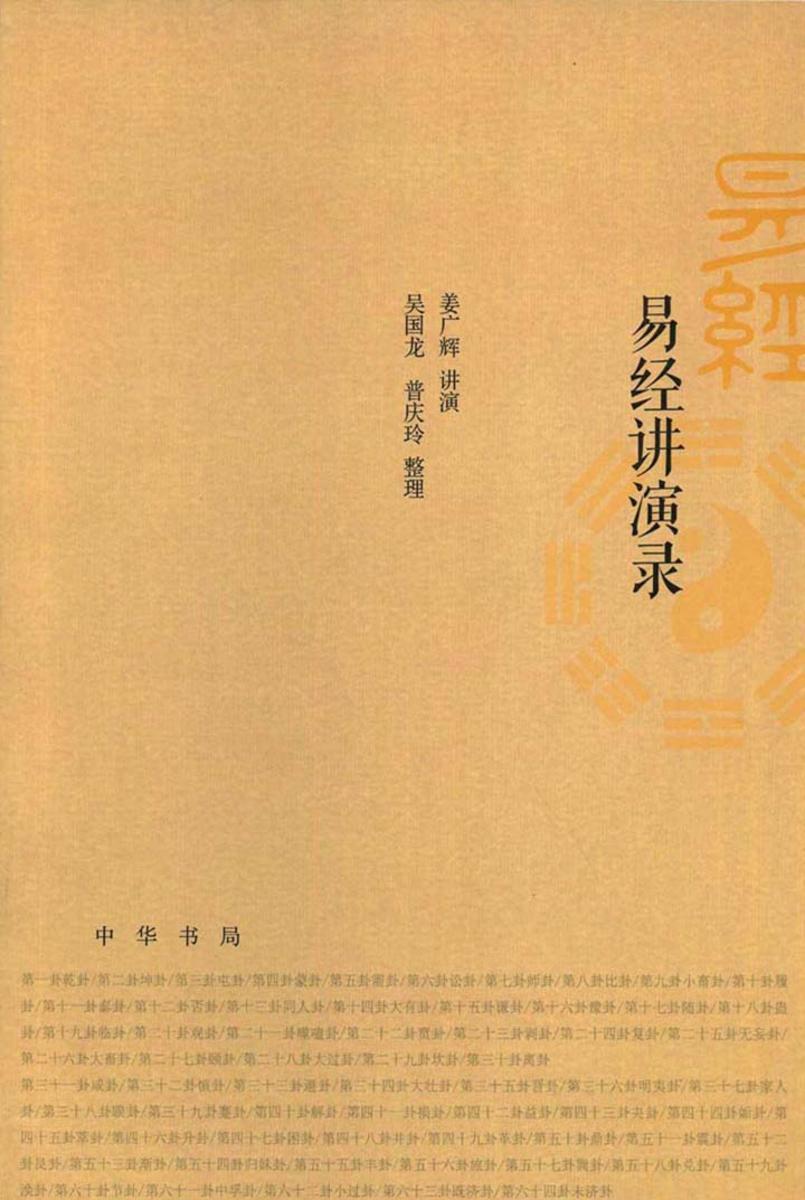 易經
易经讲演录
姜广辉 讲演
吴国龙 普庆玲 整理
中华书局
第一卦乾卦/第二卦坤卦/第三卦屯卦/第四卦蒙卦/第五卦需卦/第六卦讼卦/第七卦师卦/第八卦比卦/第九卦小畜卦/第十卦履
卦/第十一卦泰卦/第十二卦否卦/第十三卦同人卦/第十四卦大有卦/第十五卦谦卦/第十六卦豫卦/第十七卦随卦/第十八卦蛊
卦/第十九卦临卦/第二十卦观卦/第二十一卦噬嗑卦/第二十二卦贲卦/第二十三卦剥卦/第二十四卦复卦/第二十五卦无妄卦/
第二十六卦大畜卦/第二十七卦颐卦/第二十八卦大过卦/第二十九卦坎卦/第三十卦离卦
第三十一卦咸卦/第三十二卦恒卦/第三十三卦遯卦/第三十四卦大壮卦/第三十五卦晋卦/第三十六卦明夷卦/第三十七卦家人
卦/第三十八卦睽卦/第三十九卦蹇卦/第四十卦解卦/第四十一卦损卦/第四十二卦益卦/第四十三卦夬卦/第四十四卦姤卦/第
四十五卦萃卦/第四十六卦升卦/第四十七卦困卦/第四十八卦井卦/第四十九卦革卦/第五十卦鼎卦/第五十一卦震卦/第五十二
卦艮卦/第五十三卦渐卦/第五十四卦归妹卦/第五十五卦丰卦/第五十六卦旅卦/第五十七卦巽卦/第五十八卦兑卦/第五十九卦
涣卦/第六十卦节卦/第六十一卦中孚卦/第六十二卦小过卦/第六十三卦既济卦/第六十四卦未济卦